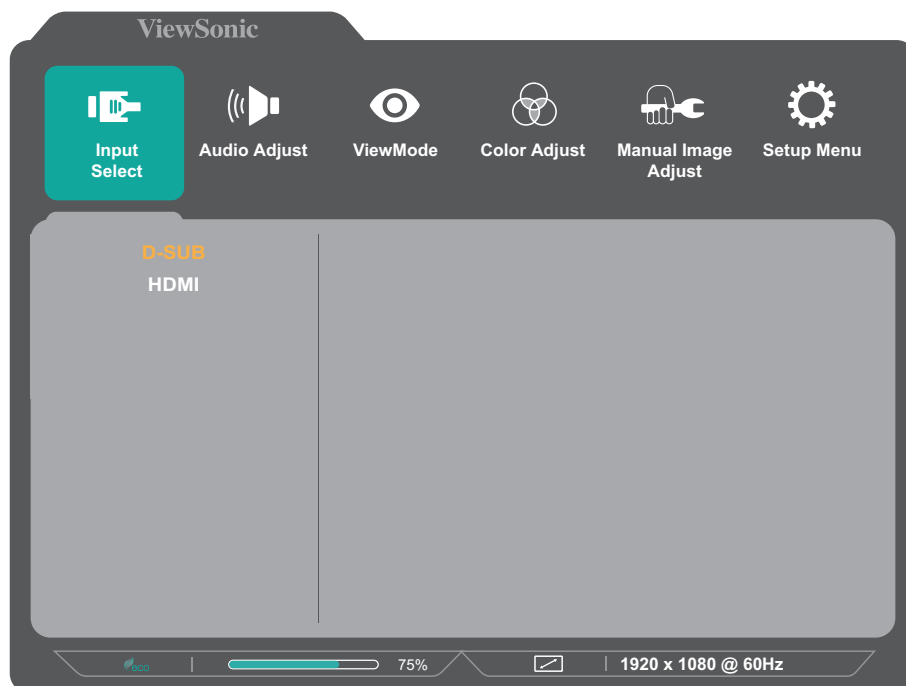 ViewSonic
Input
Select
Audio Adjust
ViewMode
Color Adjust
Manual Image
Adjust
Setup Menu
D-SUB
HDMI
eco
75%
1920 x 1080 @ 60Hz